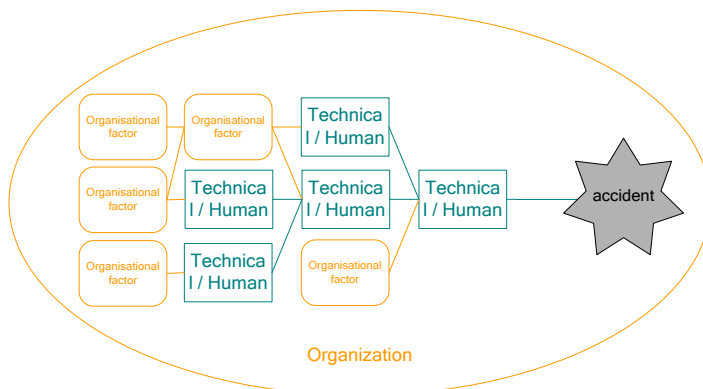 Organisational
factor
Organisational
factor
Technica
l / Human
Organisational
factor
Technica
l / Human
Technica
l / Human
Technica
l / Human
accident
Organisational
factor
Technica
l / Human
Organisational
factor
Organization